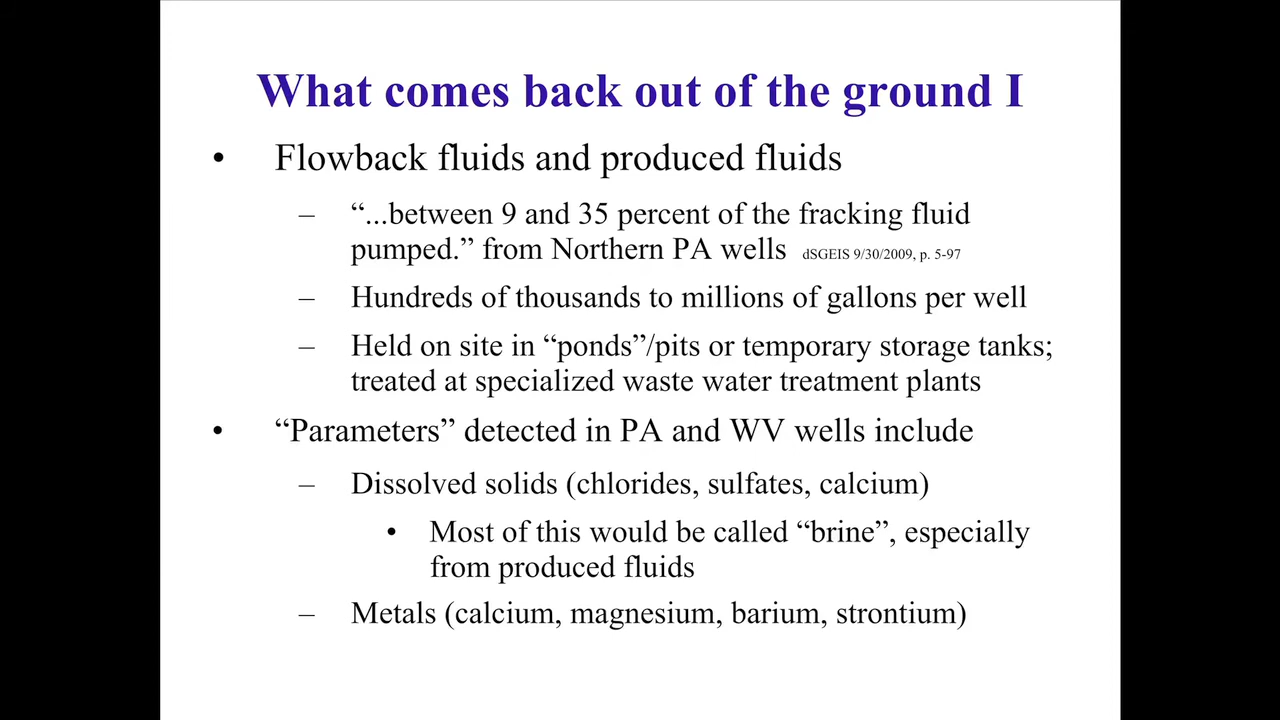 What comes back out of the ground I
• Flowback fluids and produced fluids
– “...between 9 and 35 percent of the fracking fluid
pumped.” from Northern PA wells dSGEIS 9/30/2009, p. 5-97
– Hundreds of thousands to millions of gallons per well
– Held on site in “ponds”/pits or temporary storage tanks;
treated at specialized waste water treatment plants
• “Parameters” detected in PA and WV wells include
– Dissolved solids (chlorides, sulfates, calcium)
• Most of this would be called “brine”, especially
from produced fluids
– Metals (calcium, magnesium, barium, strontium)